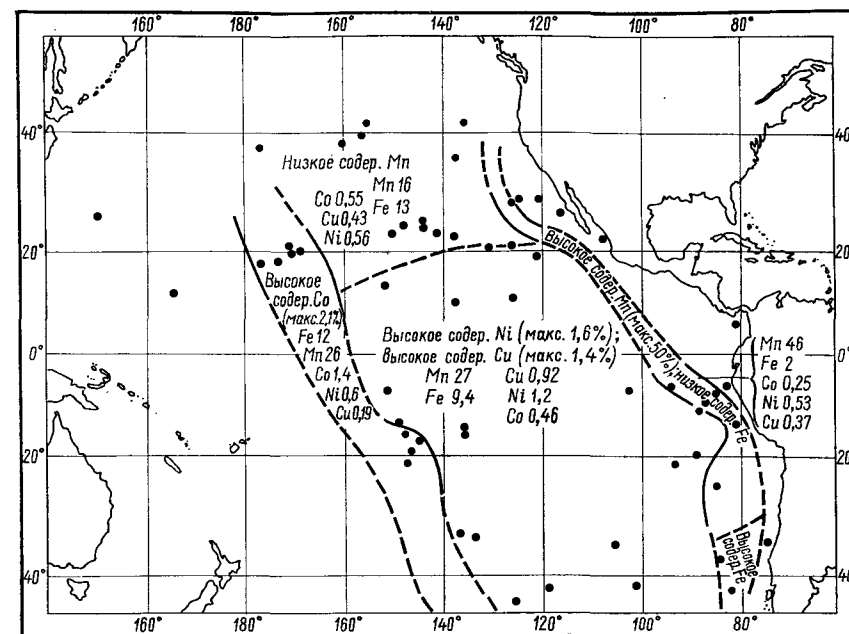 160° 180° 160° 140° 120° 100° 80°
40° 40°
20° 20°
0° 0°
20° 20°
40° 40°
160° 180° 160° 140° 120° 100° 80°
Низкое содер. Mn
Mn 16
Co 0,55
Fe 13
Cu 0,43
Ni 0,56
Высокое
содер. Co
(макс. 2,1%)
Fe 12
Mn 26
Co 1,4
Ni 0,6
Cu 0,19
Высокое содер. Ni (макс. 1,6%);
высокое содер. Cu (макс. 1,4%)
Mn 27 Cu 0,92
Fe 9,4 Ni 1,2
Co 0,46
Высокое содер. Mn (макс. 50%); низкое содер. Fe
Mn 46
Fe 2
Co 0,25
Ni 0,53
Cu 0,37
Высокое
содер. Fe